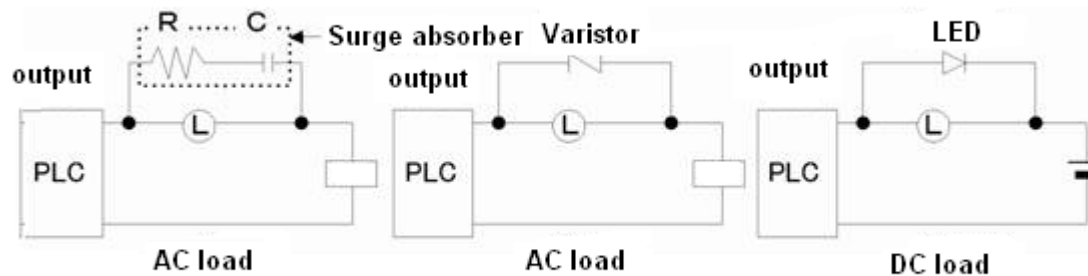 R C Surge absorber
output
L
PLC
AC load
Varistor
output
L
PLC
AC load
LED
output
L
PLC
DC load